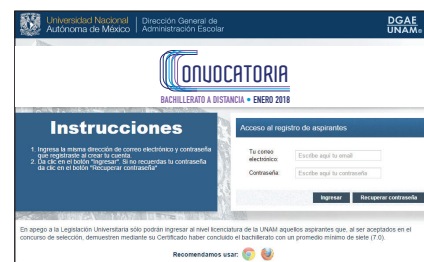 Universidad Nacional
Autónoma de México
Dirección General de
Administración Escolar
DGAE
UNAM
CONVOCATORIA
BACHILLERATO A DISTANCIA • ENERO 2018
Instrucciones
1. Ingresa la misma dirección de correo electrónico y contraseña
que registraste al crear tu cuenta.
2. Da clic en el botón "Ingresar". Si no recuerdas tu contraseña
da clic en el botón "Recuperar contraseña"
Acceso al registro de aspirantes
Tu correo
electrónico:
Escribe aquí tu email
Contraseña:
Escribe aquí tu contraseña
Ingresar
Recuperar contraseña
En apego a la Legislación Universitaria sólo podrán ingresar al nivel licenciatura de la UNAM aquellos aspirantes que, al ser aceptados en el
concurso de selección, demuestren mediante su Certificado haber concluido el bachillerato con un promedio mínimo de siete (7.0).
Recomendamos usar: